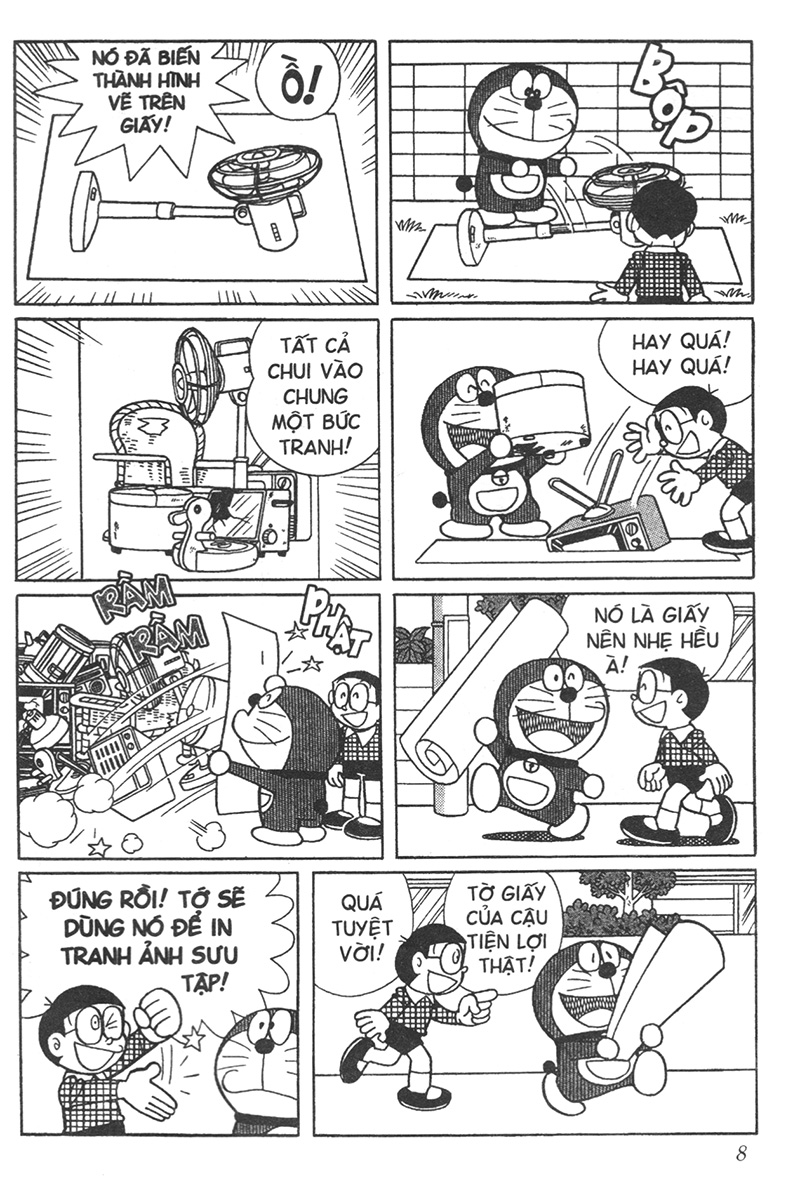 BỘP
Ồ!
NÓ ĐÃ BIẾN
THÀNH HÌNH
VẼ TRÊN
GIẤY!
HAY QUÁ!
HAY QUÁ!
TẤT CẢ
CHUI VÀO
CHUNG
MỘT BỨC
TRANH!
NÓ LÀ GIẤY
NÊN NHẸ HỀU
À!
PHẬT
RẦM
RẦM
TỜ GIẤY
CỦA CẬU
TIỆN LỢI
THẬT!
QUÁ
TUYỆT
VỜI!
ĐÚNG RỒI! TỚ SẼ
DÙNG NÓ ĐỂ IN
TRANH ẢNH SƯU
TẬP!
8